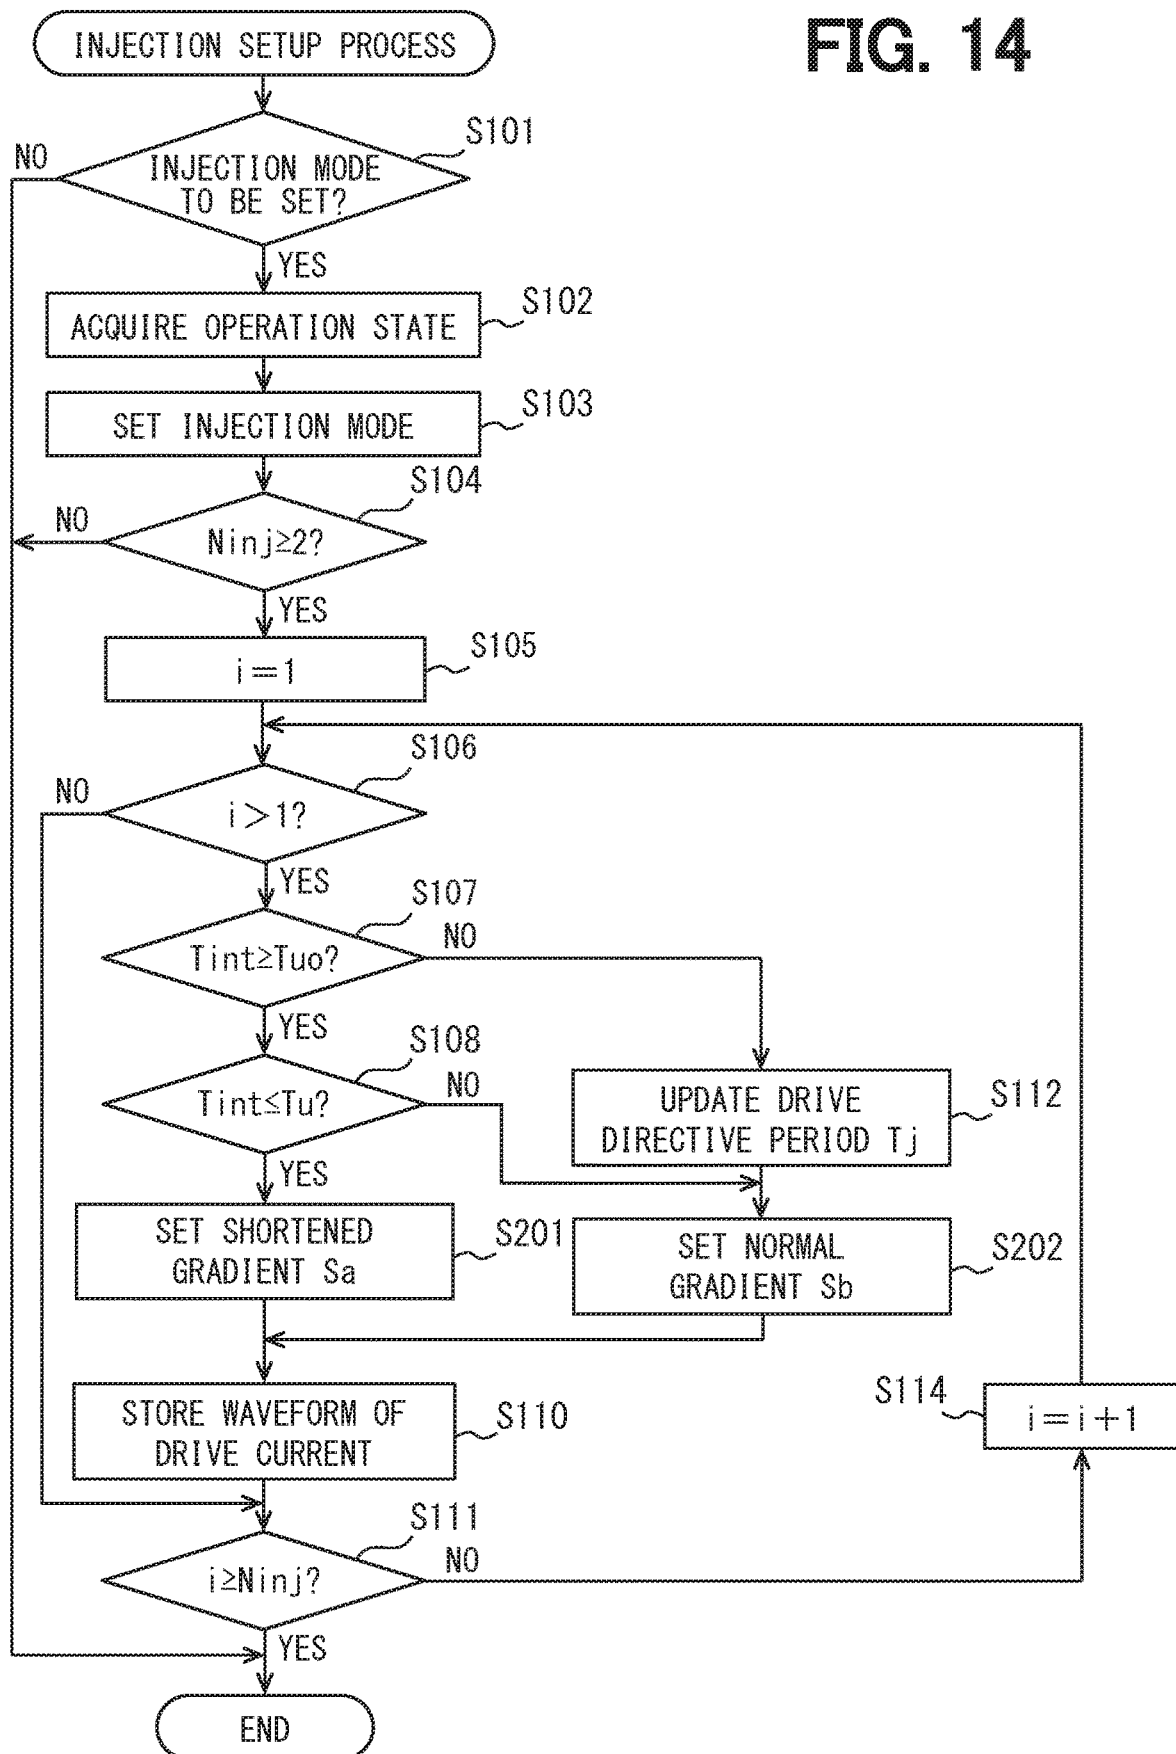 FIG. 14
INJECTION SETUP PROCESS
S101
NO
INJECTION MODE
TO BE SET?
YES
S102
ACQUIRE OPERATION STATE
S103
SET INJECTION MODE
S104
NO
Ninj≥2?
YES
S105
i=1
S106
NO
i>1?
YES
S107
NO
Tint≥Tuo?
YES
S108
NO
Tint≤Tu?
YES
UPDATE DRIVE
DIRECTIVE PERIOD Tj
S112
SET SHORTENED
GRADIENT Sa
S201
SET NORMAL
GRADIENT Sb
S202
STORE WAVEFORM OF
DRIVE CURRENT
S110
S114
i=i+1
S111
NO
i≥Ninj?
YES
END